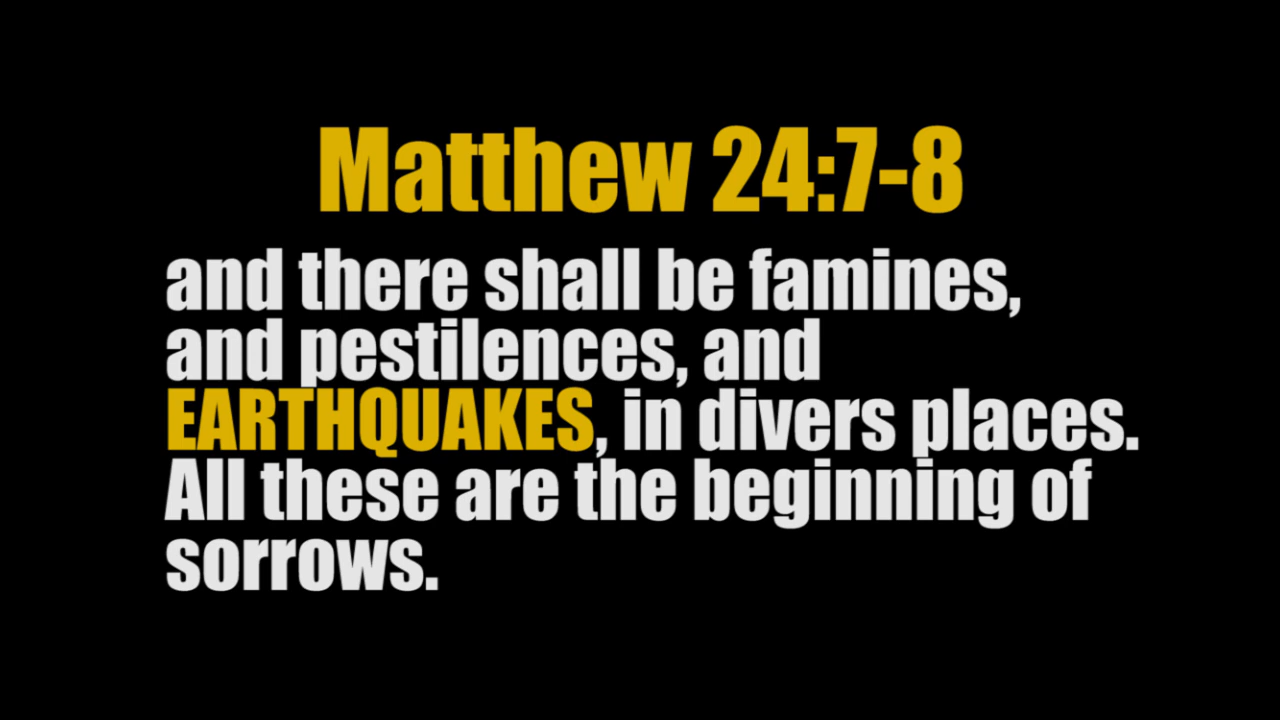 Matthew 24:7-8
and there shall be famines,
and pestilences, and
EARTHQUAKES, in divers places.
All these are the beginning of
sorrows.